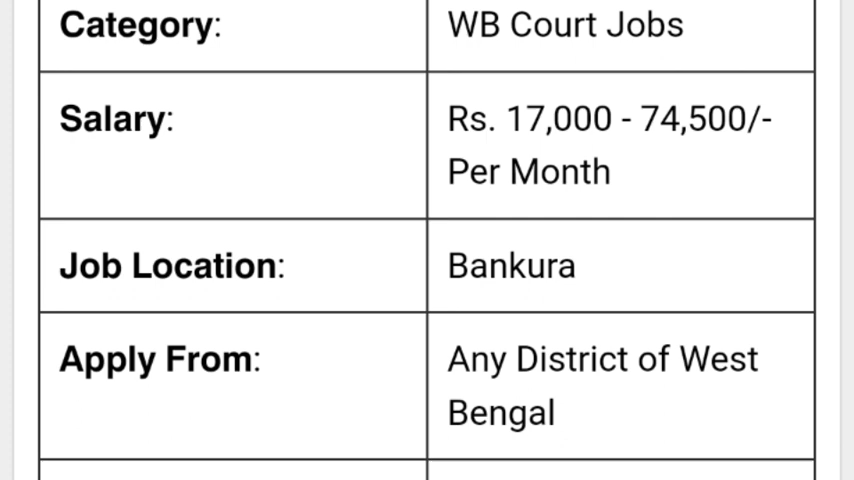 Category: WB Court Jobs
Salary: Rs. 17,000 - 74,500/-
Per Month
Job Location: Bankura
Apply From: Any District of West
Bengal